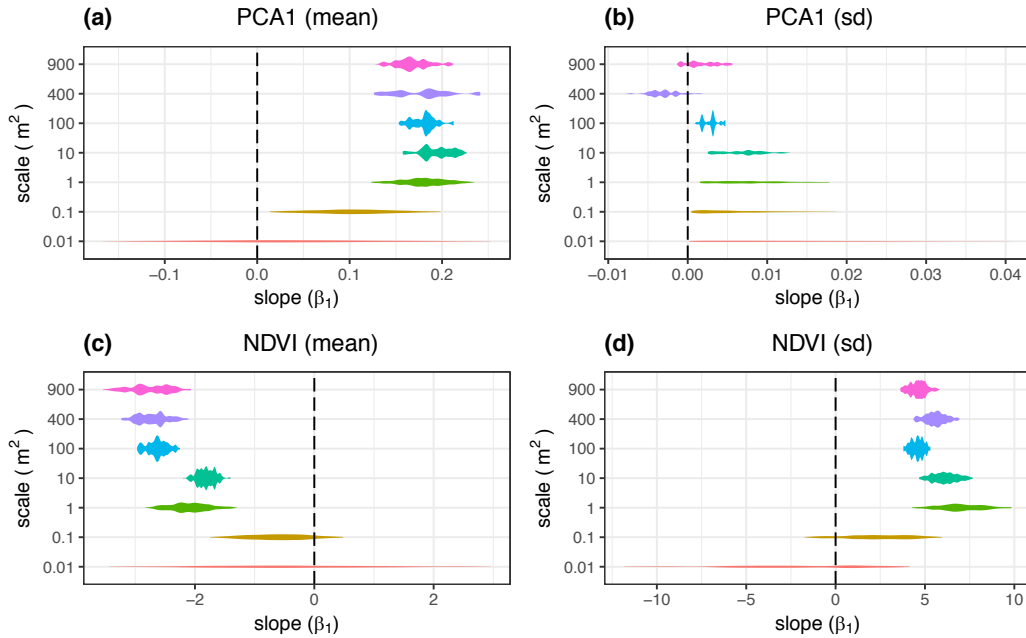 (a) PCA1 (mean)
900
400
100
10
1
0.1
0.01
scale ( m²)
−0.1 0.0 0.1 0.2
slope (β₁)
(b) PCA1 (sd)
900
400
100
10
1
0.1
0.01
scale ( m²)
−0.01 0.00 0.01 0.02 0.03 0.04
slope (β₁)
(c) NDVI (mean)
900
400
100
10
1
0.1
0.01
scale ( m²)
−2 0 2
slope (β₁)
(d) NDVI (sd)
900
400
100
10
1
0.1
0.01
scale ( m²)
−10 −5 0 5 10
slope (β₁)